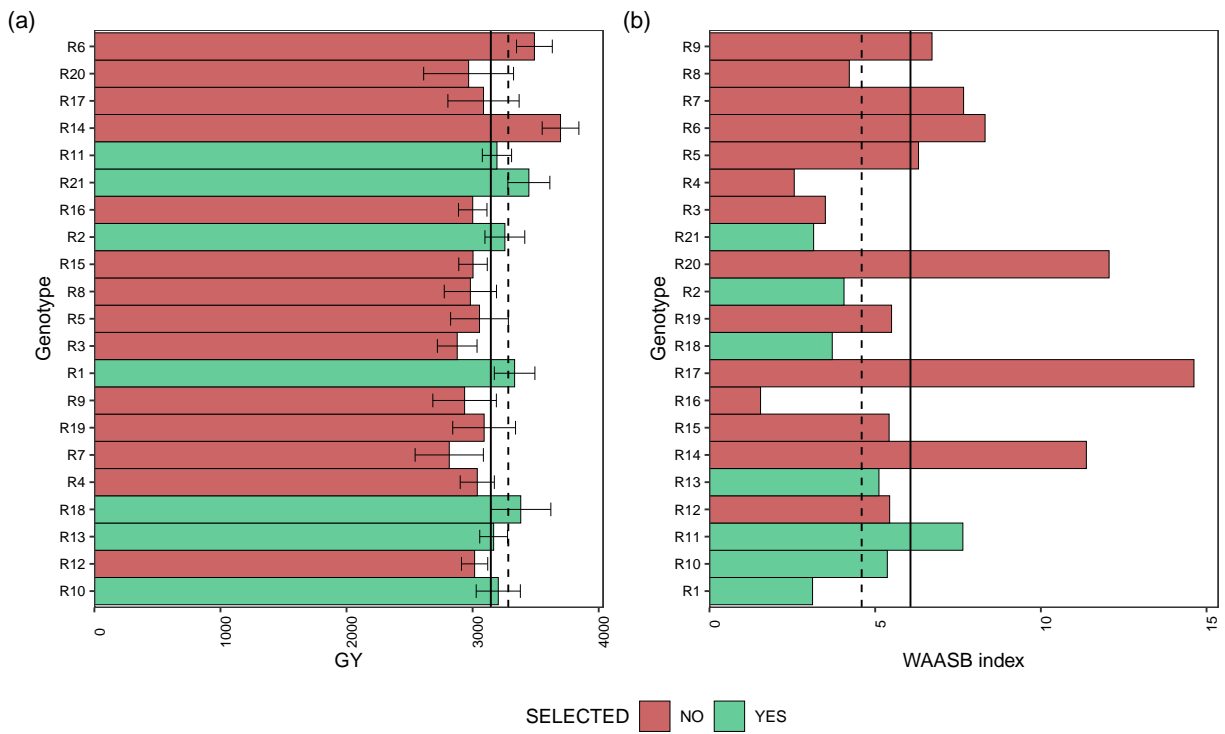 (a)
R6
R20
R17
R14
R11
R21
R16
R2
R15
R8
R5
R3
R1
R9
R19
R7
R4
R18
R13
R12
R10
Genotype
0
1000
2000
3000
4000
GY
(b)
R9
R8
R7
R6
R5
R4
R3
R21
R20
R2
R19
R18
R17
R16
R15
R14
R13
R12
R11
R10
R1
Genotype
0
5
10
15
WAASB index
SELECTED NO YES